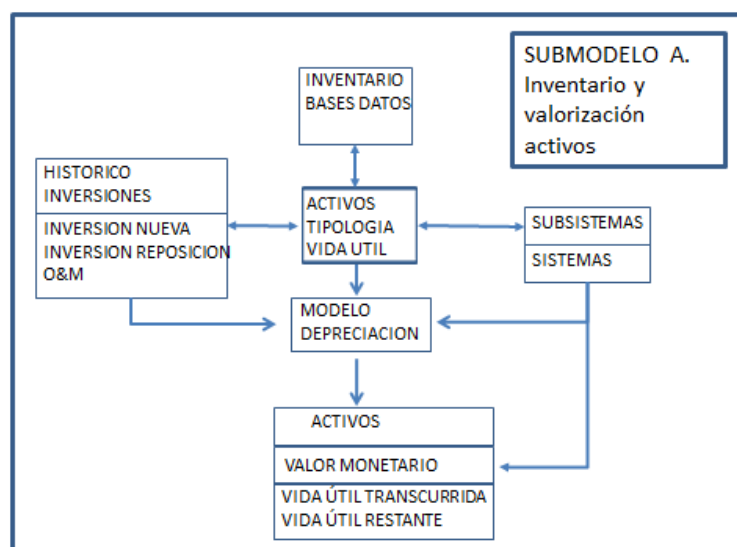 SUBMODELO A.
Inventario y
valorización
activos
INVENTARIO
BASES DATOS
HISTORICO
INVERSIONES
INVERSION NUEVA
INVERSION REPOSICION
O&M
ACTIVOS
TIPOLOGIA
VIDA UTIL
SUBSISTEMAS
SISTEMAS
MODELO
DEPRECIACION
ACTIVOS
VALOR MONETARIO
VIDA ÚTIL TRANSCURRIDA
VIDA ÚTIL RESTANTE